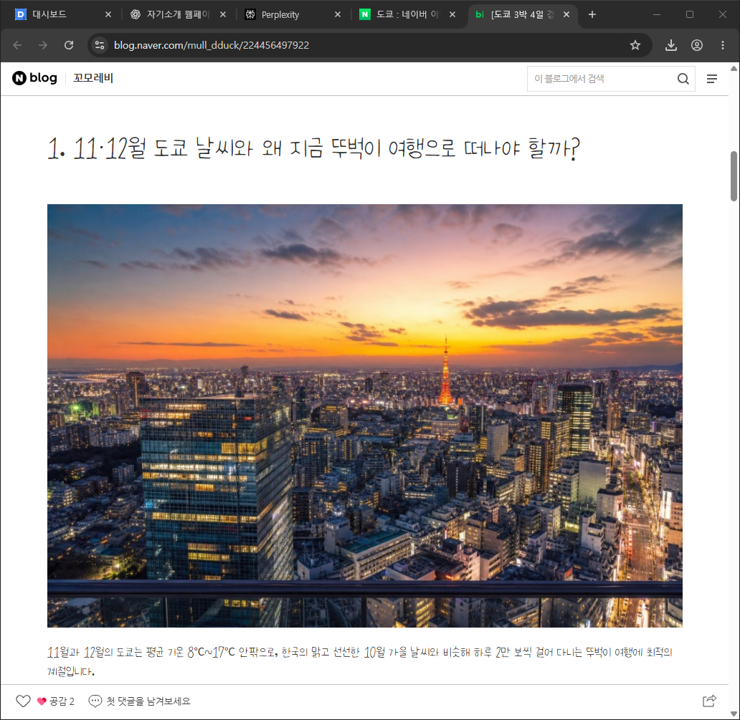 대시보드
자기소개 웹페이
Perplexity
도쿄 : 네이버 이
[도쿄 3박 4일
blog.naver.com/mull_dduck/224456497922
N blog 꼬모레비
이 블로그에서 검색
1. 11·12월 도쿄 날씨와 왜 지금 뚜벅이 여행으로 떠나야 할까?
11월과 12월의 도쿄는 평균 기온 8℃~17℃ 안팎으로, 한국의 맑고 선선한 10월 가을 날씨와 비슷해 하루 2만 보씩 걸어 다니는 뚜벅이 여행에 최적의
계절입니다.
공감 2 첫 댓글을 남겨보세요